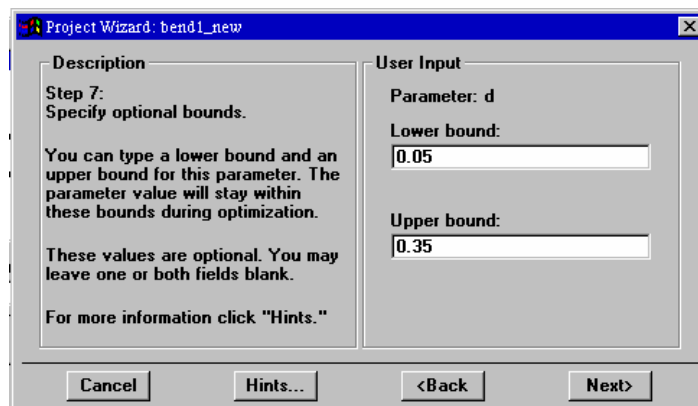 Project Wizard: bend1_new
Description
Step 7:
Specify optional bounds.
You can type a lower bound and an
upper bound for this parameter. The
parameter value will stay within
these bounds during optimization.
These values are optional. You may
leave one or both fields blank.
For more information click "Hints."
User Input
Parameter: d
Lower bound:
0.05
Upper bound:
0.35
Cancel
Hints...
<Back
Next>